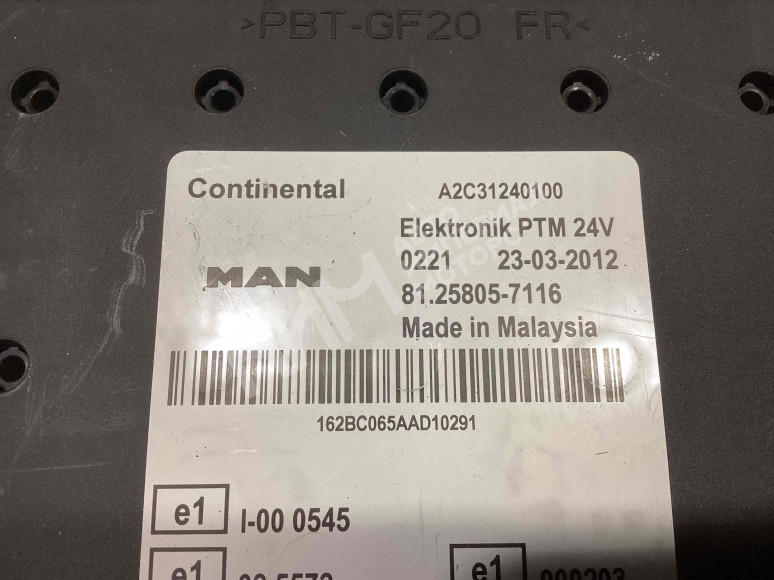 >PBT-GF20 FR<
Continental A2C31240100
Elektronik PTM 24V
MAN 0221 23-03-2012
81.25805-7116
Made in Malaysia
162BC065AAD10291
e1 I-00 0545
e1 e1